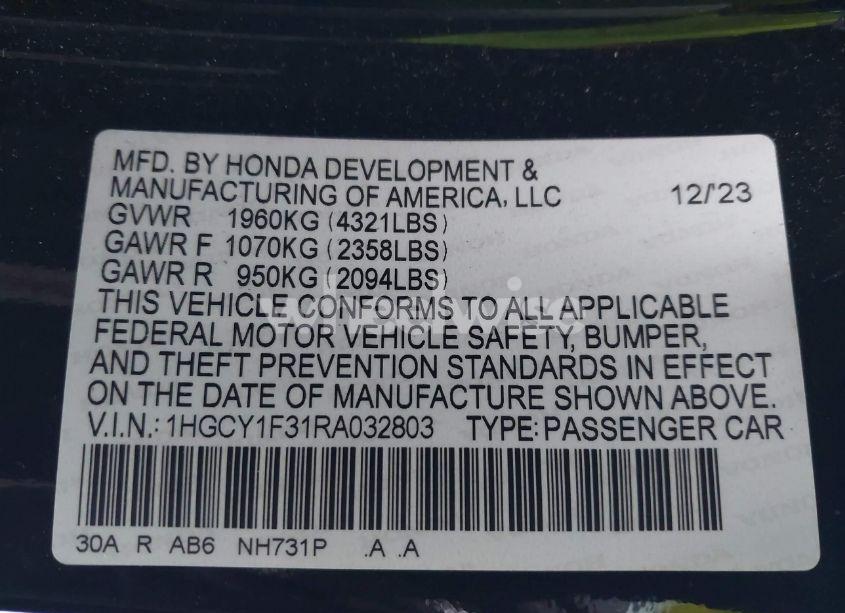 MFD. BY HONDA DEVELOPMENT &
MANUFACTURING OF AMERICA, LLC 12/'23
GVWR 1960KG (4321LBS)
GAWR F 1070KG (2358LBS)
GAWR R 950KG (2094LBS)
THIS VEHICLE CONFORMS TO ALL APPLICABLE
FEDERAL MOTOR VEHICLE SAFETY, BUMPER,
AND THEFT PREVENTION STANDARDS IN EFFECT
ON THE DATE OF MANUFACTURE SHOWN ABOVE.
V.I.N.: 1HGCY1F31RA032803 TYPE: PASSENGER CAR
30A R AB6 NH731P .A .A